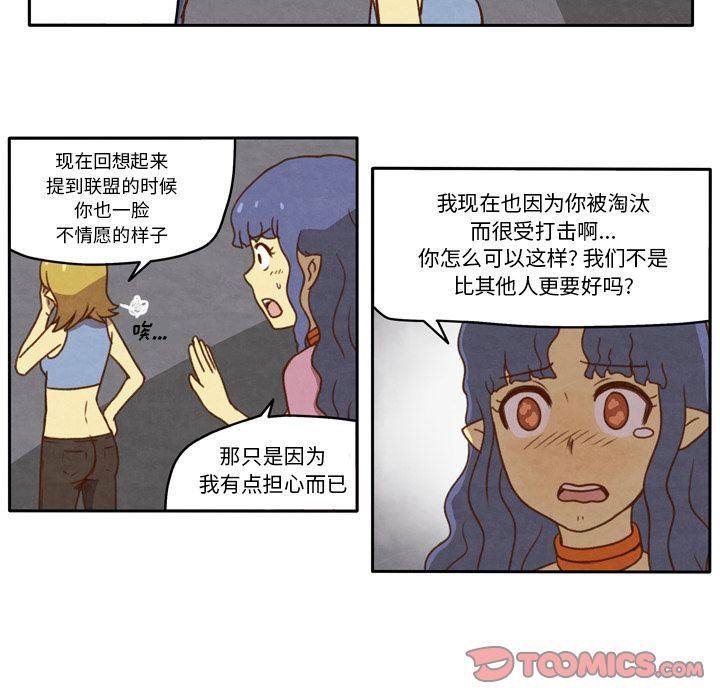 现在回想起来
提到联盟的时候
你也一脸
不情愿的样子
唉...
那只是因为
我有点担心而已
我现在也因为你被淘汰
而很受打击啊...
你怎么可以这样? 我们不是
比其他人更要好吗?
TOOMICS.COM